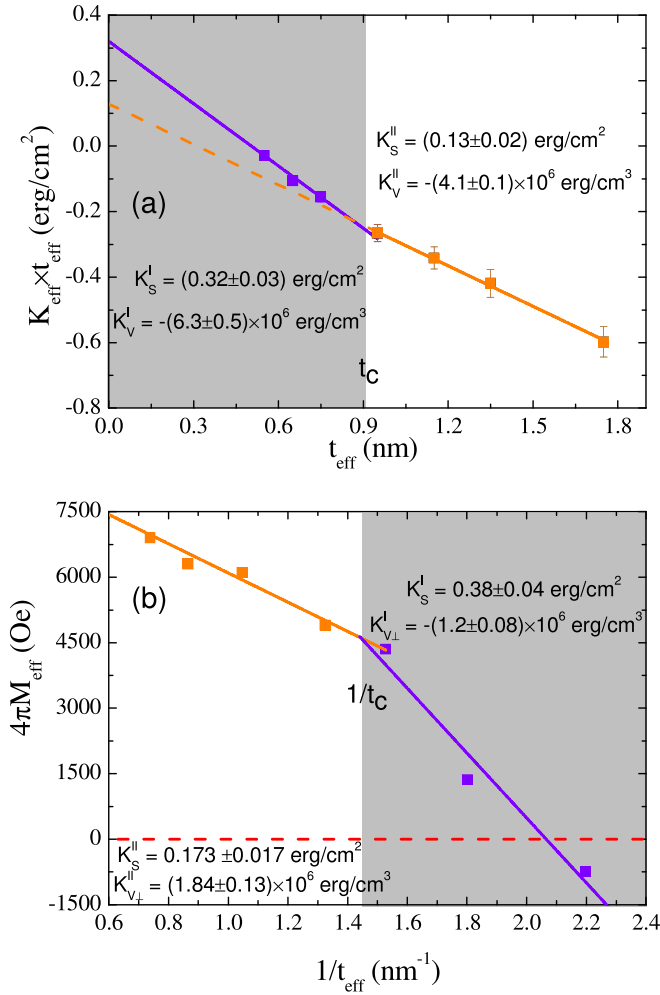 0.4
0.2
0.0
-0.2
-0.4
-0.6
-0.8
K_eff×t_eff (erg/cm²)
(a)
K_S^II = (0.13±0.02) erg/cm²
K_V^II = -(4.1±0.1)×10⁶ erg/cm³
K_S^I = (0.32±0.03) erg/cm²
K_V^I = -(6.3±0.5)×10⁶ erg/cm³
t_C
0.0 0.3 0.6 0.9 1.2 1.5 1.8
t_eff (nm)
7500
6000
4500
3000
1500
0
-1500
4πM_eff (Oe)
(b)
K_S^I = 0.38±0.04 erg/cm²
K_V⊥^I = -(1.2±0.08)×10⁶ erg/cm³
1/t_C
K_S^II = 0.173 ±0.017 erg/cm²
K_V⊥^II = (1.84±0.13)×10⁶ erg/cm³
0.6 0.8 1.0 1.2 1.4 1.6 1.8 2.0 2.2 2.4
1/t_eff (nm⁻¹)